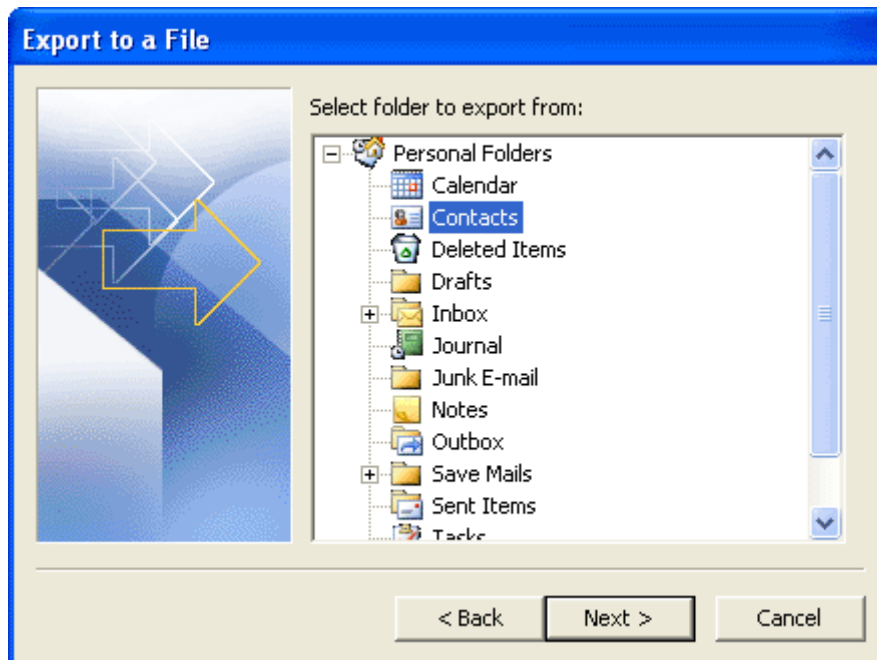 Export to a File
Select folder to export from:
Personal Folders
Calendar
Contacts
Deleted Items
Drafts
Inbox
Journal
Junk E-mail
Notes
Outbox
Save Mails
Sent Items
Tasks
< Back Next > Cancel